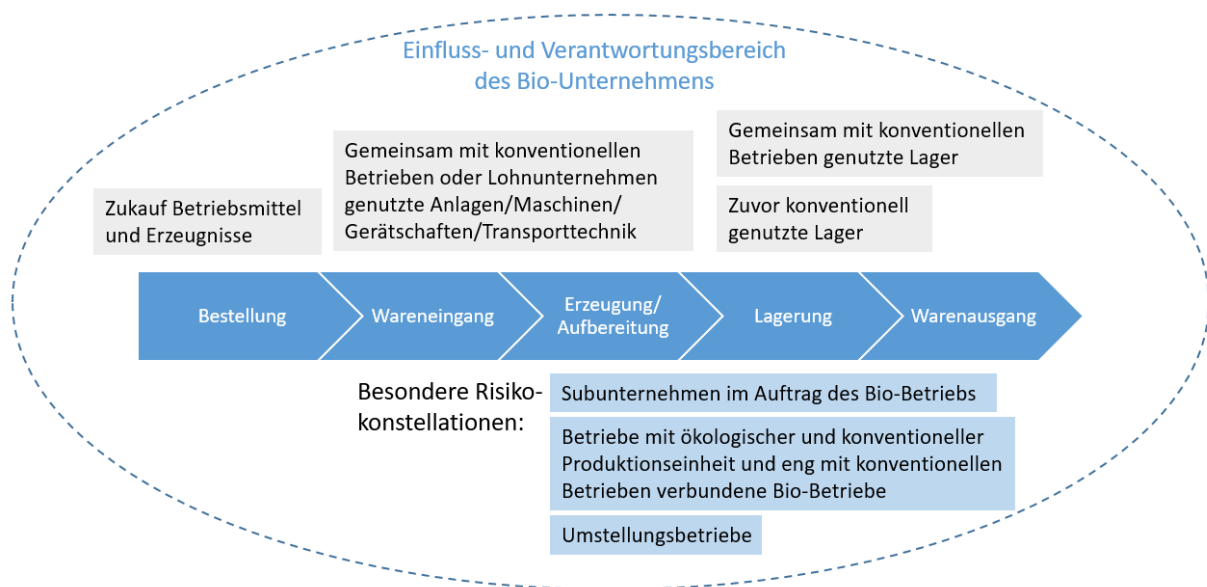 Einfluss- und Verantwortungsbereich
des Bio-Unternehmens
Zukauf Betriebsmittel
und Erzeugnisse
Gemeinsam mit konventionellen
Betrieben oder Lohnunternehmen
genutzte Anlagen/Maschinen/
Gerätschaften/Transporttechnik
Gemeinsam mit konventionellen
Betrieben genutzte Lager
Zuvor konventionell
genutzte Lager
Bestellung
Wareneingang
Erzeugung/
Aufbereitung
Lagerung
Warenausgang
Besondere Risiko-
konstellationen:
Subunternehmen im Auftrag des Bio-Betriebs
Betriebe mit ökologischer und konventioneller
Produktionseinheit und eng mit konventionellen
Betrieben verbundene Bio-Betriebe
Umstellungsbetriebe